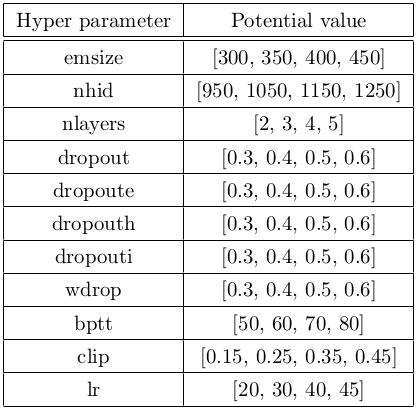 Hyper parameter Potential value
emsize [300, 350, 400, 450]
nhid [950, 1050, 1150, 1250]
nlayers [2, 3, 4, 5]
dropout [0.3, 0.4, 0.5, 0.6]
dropoute [0.3, 0.4, 0.5, 0.6]
dropouth [0.3, 0.4, 0.5, 0.6]
dropouti [0.3, 0.4, 0.5, 0.6]
wdrop [0.3, 0.4, 0.5, 0.6]
bptt [50, 60, 70, 80]
clip [0.15, 0.25, 0.35, 0.45]
lr [20, 30, 40, 45]